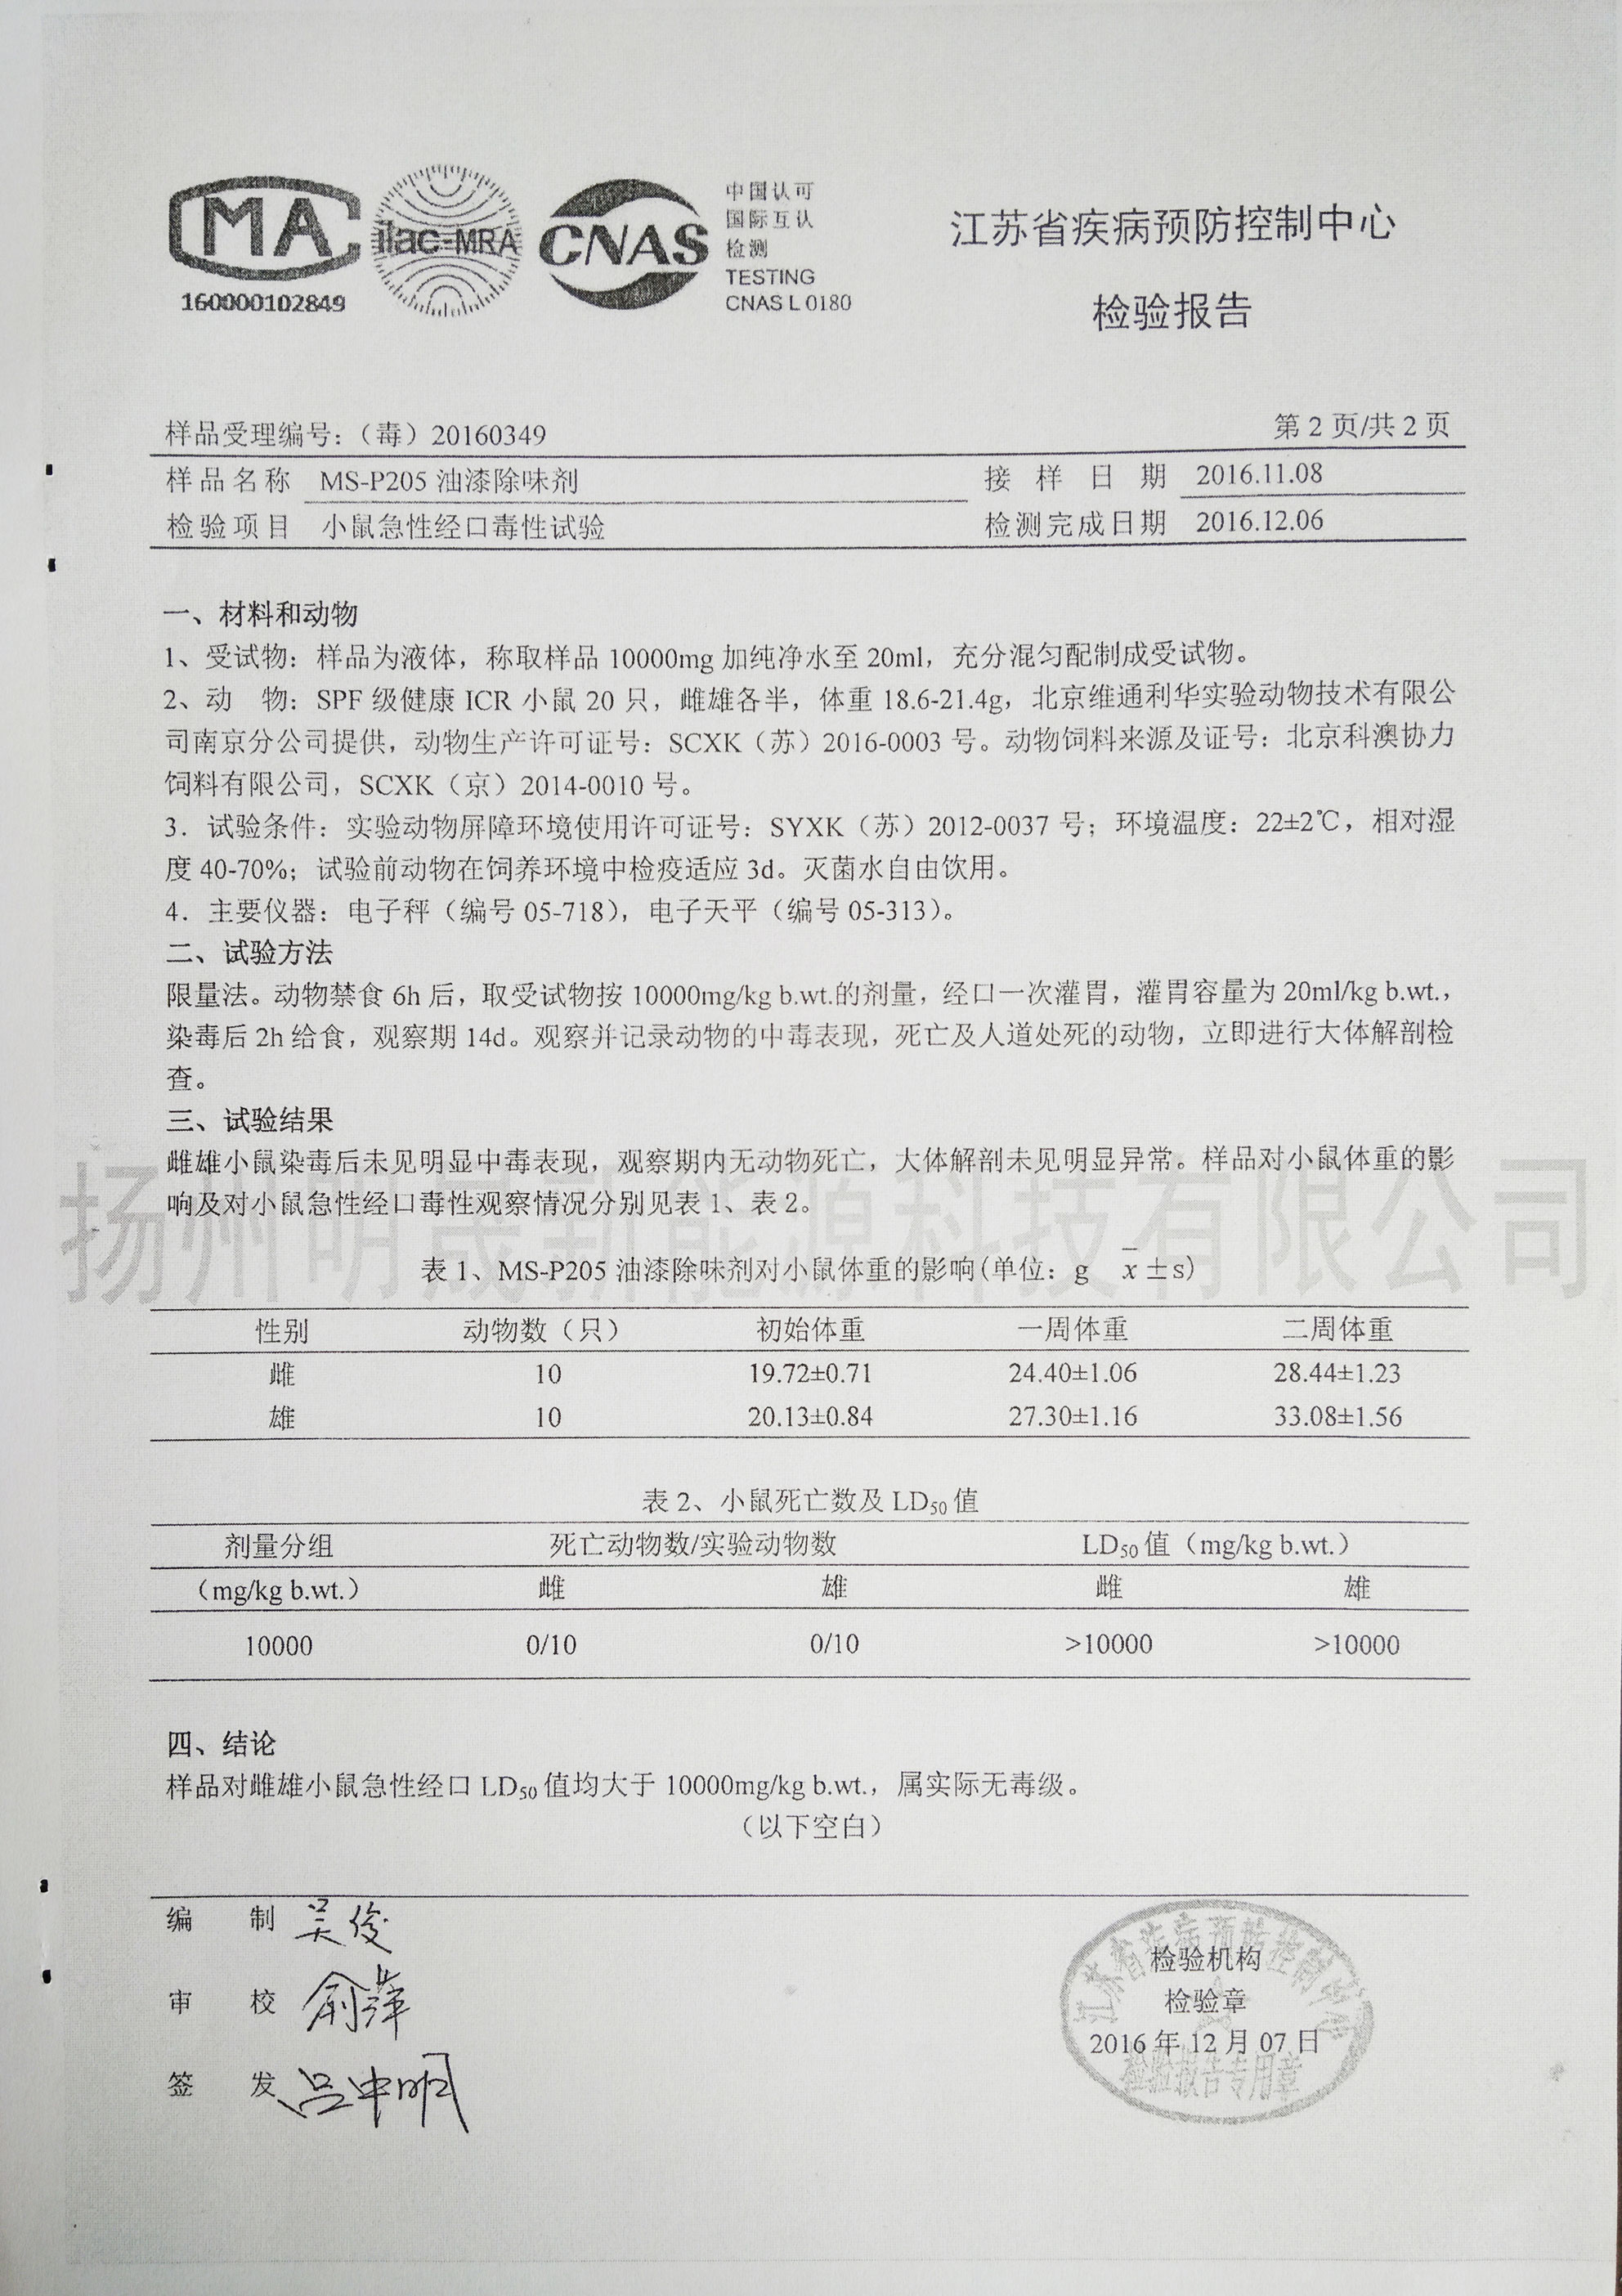 MA
160000102849
ilac-MRA
CNAS
中国认可
国际互认
检测
TESTING
CNAS L 0180
江苏省疾病预防控制中心
检验报告
样品受理编号：（毒）20160349
第 2 页/共 2 页
样品名称 MS-P205 油漆除味剂 接样日期 2016.11.08
检验项目 小鼠急性经口毒性试验 检测完成日期 2016.12.06
一、材料和动物
1、受试物：样品为液体，称取样品 10000mg 加纯净水至 20ml，充分混匀配制成受试物。
2、动 物：SPF 级健康 ICR 小鼠 20 只，雌雄各半，体重 18.6-21.4g，北京维通利华实验动物技术有限公
司南京分公司提供，动物生产许可证号：SCXK（苏）2016-0003 号。动物饲料来源及证号：北京科澳协力
饲料有限公司，SCXK（京）2014-0010 号。
3．试验条件：实验动物屏障环境使用许可证号：SYXK（苏）2012-0037 号；环境温度：22±2℃，相对湿
度 40-70%；试验前动物在饲养环境中检疫适应 3d。灭菌水自由饮用。
4．主要仪器：电子秤（编号 05-718），电子天平（编号 05-313）。
二、试验方法
限量法。动物禁食 6h 后，取受试物按 10000mg/kg b.wt.的剂量，经口一次灌胃，灌胃容量为 20ml/kg b.wt.，
染毒后 2h 给食，观察期 14d。观察并记录动物的中毒表现，死亡及人道处死的动物，立即进行大体解剖检
查。
三、试验结果
雌雄小鼠染毒后未见明显中毒表现，观察期内无动物死亡，大体解剖未见明显异常。样品对小鼠体重的影
响及对小鼠急性经口毒性观察情况分别见表 1、表 2。
扬州明晟新能源科技有限公司
表 1、MS-P205 油漆除味剂对小鼠体重的影响(单位：g x̄ ±s)
性别 动物数（只） 初始体重 一周体重 二周体重
雌 10 19.72±0.71 24.40±1.06 28.44±1.23
雄 10 20.13±0.84 27.30±1.16 33.08±1.56
表 2、小鼠死亡数及 LD₅₀ 值
剂量分组 死亡动物数/实验动物数 LD₅₀ 值（mg/kg b.wt.）
（mg/kg b.wt.） 雌 雄 雌 雄
10000 0/10 0/10 >10000 >10000
四、结论
样品对雌雄小鼠急性经口 LD₅₀ 值均大于 10000mg/kg b.wt.，属实际无毒级。
（以下空白）
编 制 吴俊
审 校 俞萍
签 发 吕中明
江苏省疾病预防控制中心
检验机构
检验章
2016 年 12 月 07 日
检验报告专用章